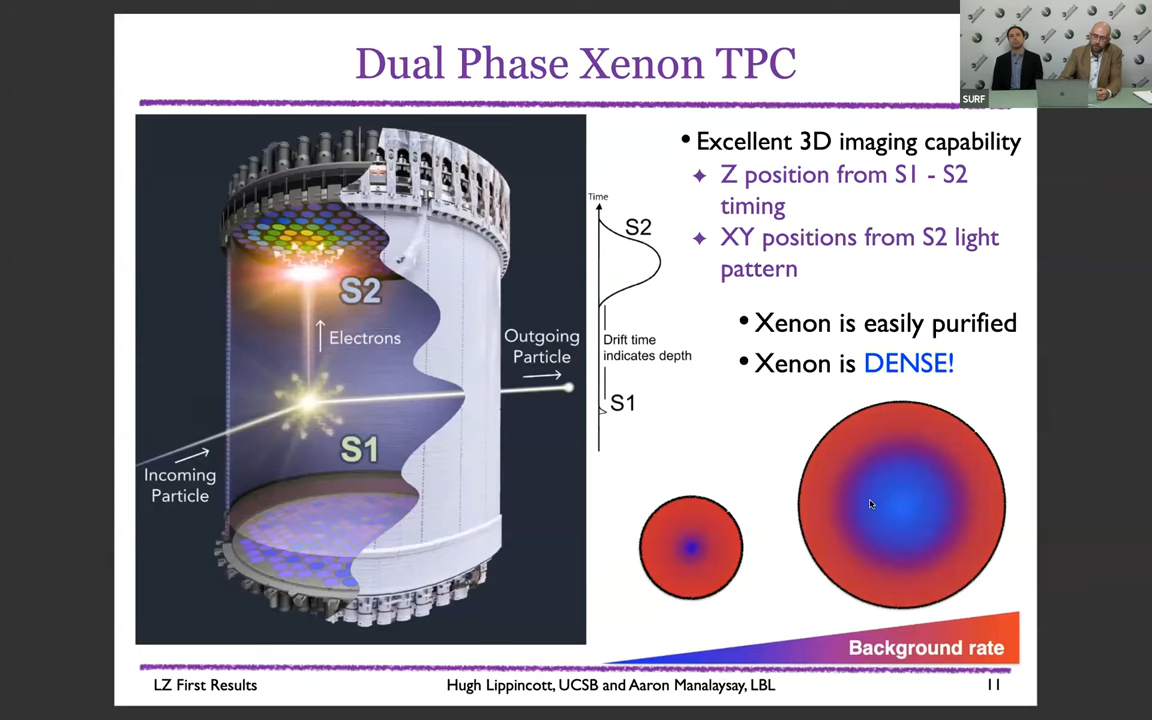 Dual Phase Xenon TPC
SURF
• Excellent 3D imaging capability
✦ Z position from S1 - S2
timing
✦ XY positions from S2 light
pattern
• Xenon is easily purified
• Xenon is DENSE!
S2
Electrons
Outgoing
Particle
S1
Incoming
Particle
Time
S2
Drift time
indicates depth
S1
Background rate
LZ First Results
Hugh Lippincott, UCSB and Aaron Manalaysay, LBL
11